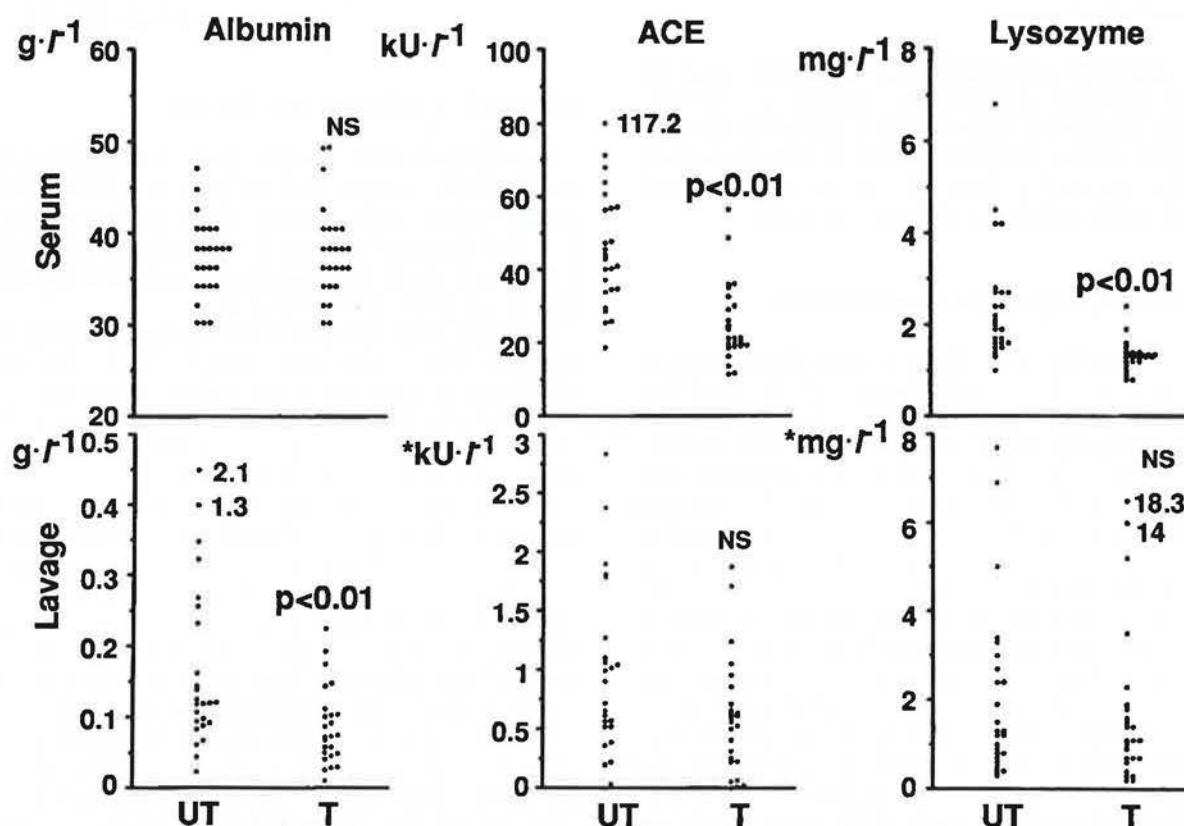 g·l⁻¹ Albumin kU·l⁻¹ ACE mg·l⁻¹ Lysozyme
60 50 40 30 20
NS
100 80 60 40 20 0
117.2
p<0.01
8 6 4 2 0
p<0.01
Serum
g·l⁻¹ *kU·l⁻¹ *mg·l⁻¹
0.5 0.4 0.3 0.2 0.1 0
2.1
1.3
p<0.01
3 2.5 2 1.5 1 0.5 0
NS
8 6 4 2 0
NS
18.3
14
Lavage
UT T UT T UT T